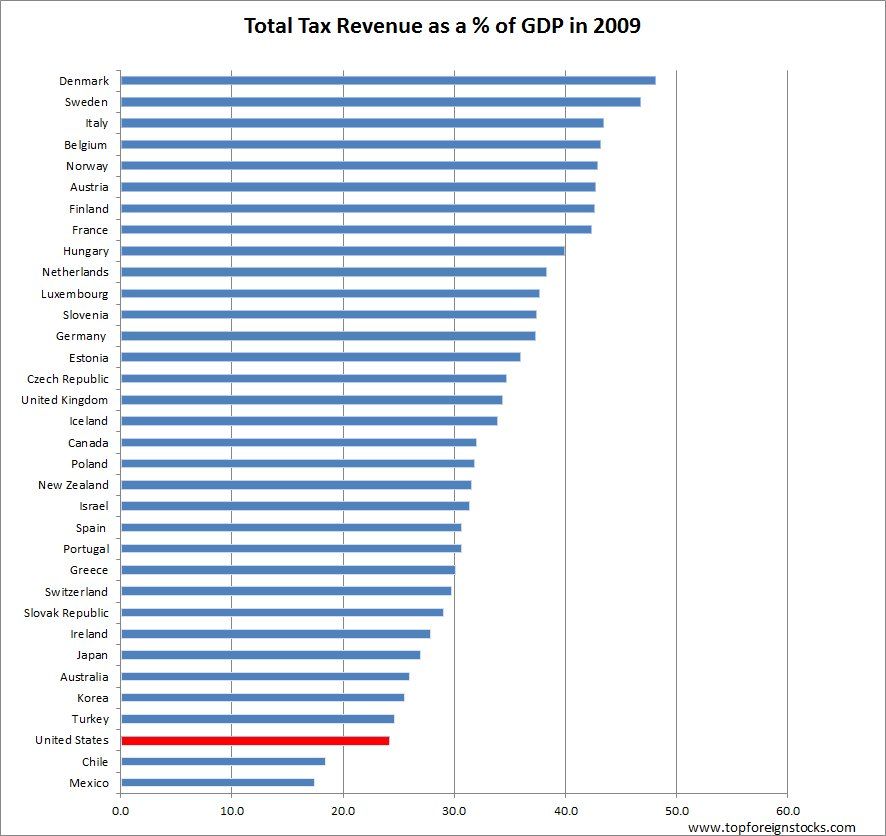 Total Tax Revenue as a % of GDP in 2009
Denmark
Sweden
Italy
Belgium
Norway
Austria
Finland
France
Hungary
Netherlands
Luxembourg
Slovenia
Germany
Estonia
Czech Republic
United Kingdom
Iceland
Canada
Poland
New Zealand
Israel
Spain
Portugal
Greece
Switzerland
Slovak Republic
Ireland
Japan
Australia
Korea
Turkey
United States
Chile
Mexico
0.0 10.0 20.0 30.0 40.0 50.0 60.0
www.topforeignstocks.com